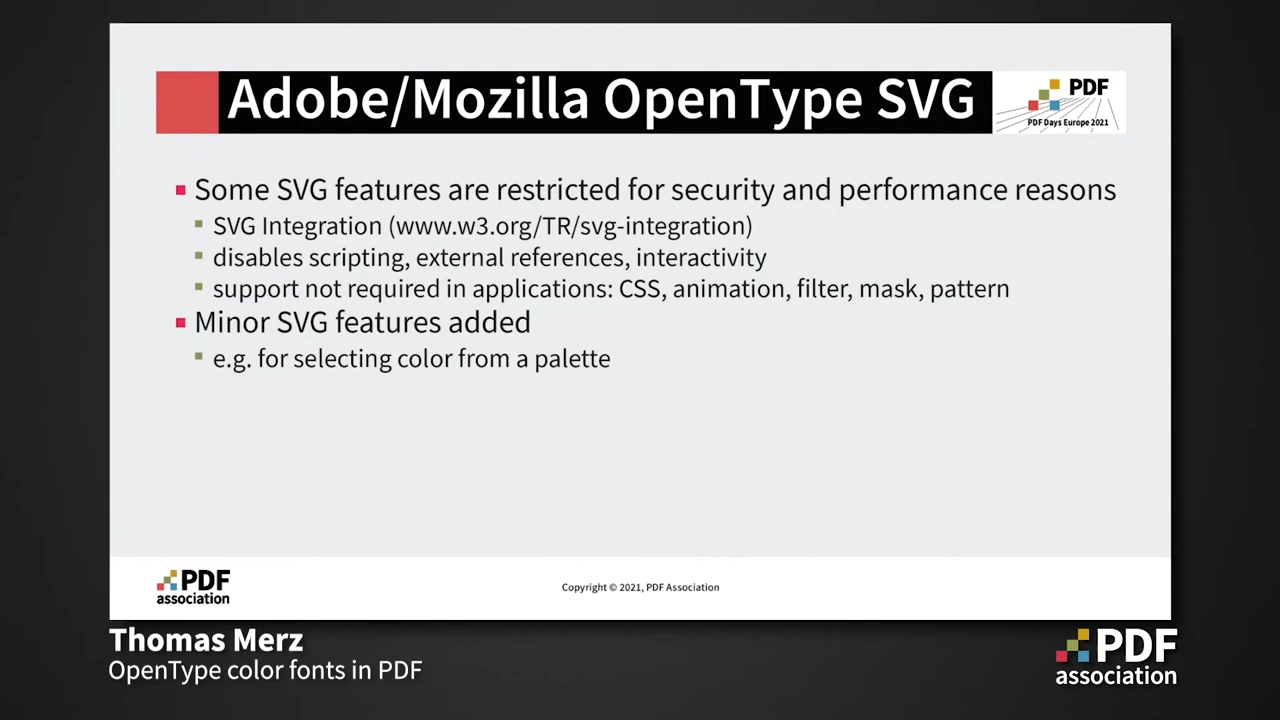 Adobe/Mozilla OpenType SVG
PDF
PDF Days Europe 2021
Some SVG features are restricted for security and performance reasons
SVG Integration (www.w3.org/TR/svg-integration)
disables scripting, external references, interactivity
support not required in applications: CSS, animation, filter, mask, pattern
Minor SVG features added
e.g. for selecting color from a palette
PDF
association
Copyright © 2021, PDF Association
Thomas Merz
OpenType color fonts in PDF
PDF
association